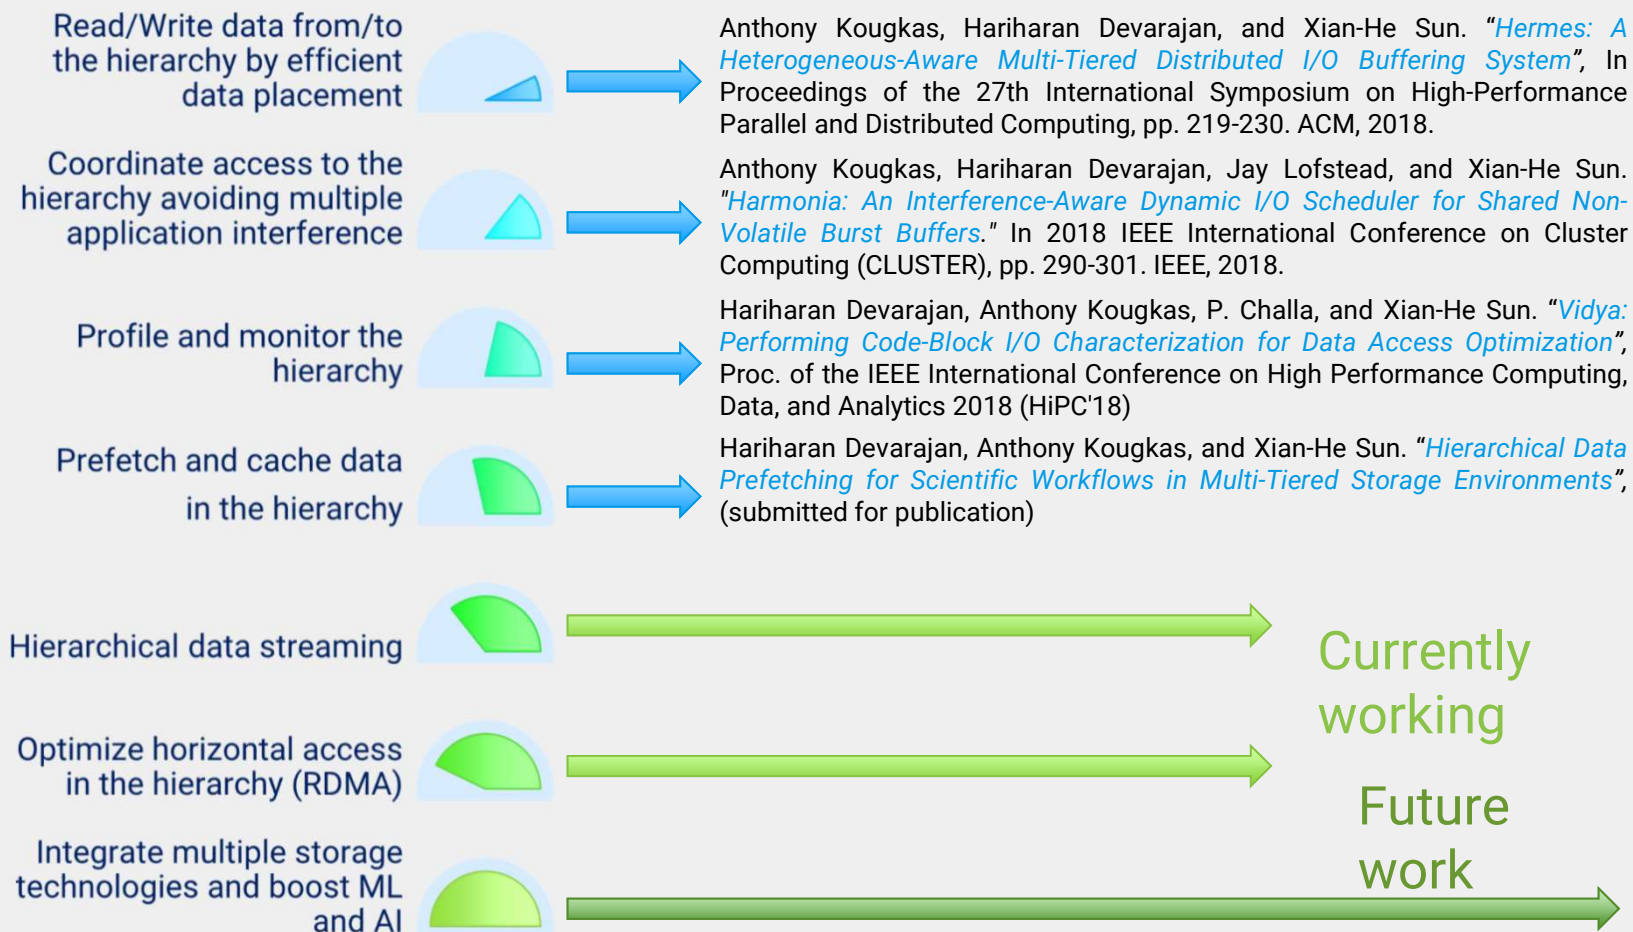 Read/Write data from/to
the hierarchy by efficient
data placement
Anthony Kougkas, Hariharan Devarajan, and Xian-He Sun. “Hermes: A
Heterogeneous-Aware Multi-Tiered Distributed I/O Buffering System”, In
Proceedings of the 27th International Symposium on High-Performance
Parallel and Distributed Computing, pp. 219-230. ACM, 2018.
Coordinate access to the
hierarchy avoiding multiple
application interference
Anthony Kougkas, Hariharan Devarajan, Jay Lofstead, and Xian-He Sun.
"Harmonia: An Interference-Aware Dynamic I/O Scheduler for Shared Non-
Volatile Burst Buffers." In 2018 IEEE International Conference on Cluster
Computing (CLUSTER), pp. 290-301. IEEE, 2018.
Profile and monitor the
hierarchy
Hariharan Devarajan, Anthony Kougkas, P. Challa, and Xian-He Sun. “Vidya:
Performing Code-Block I/O Characterization for Data Access Optimization”,
Proc. of the IEEE International Conference on High Performance Computing,
Data, and Analytics 2018 (HiPC'18)
Prefetch and cache data
in the hierarchy
Hariharan Devarajan, Anthony Kougkas, and Xian-He Sun. “Hierarchical Data
Prefetching for Scientific Workflows in Multi-Tiered Storage Environments”,
(submitted for publication)
Hierarchical data streaming
Currently
working
Optimize horizontal access
in the hierarchy (RDMA)
Future
work
Integrate multiple storage
technologies and boost ML
and AI